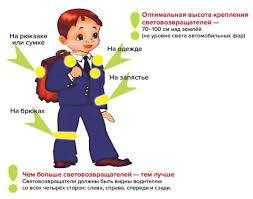 Оптимальная высота крепления
световозвращателей —
70–100 см над землёй
(на уровне света автомобильных фар)
На рюкзаке
или сумке
На одежде
На запястье
На брюках
Чем больше световозвращателей — тем лучше
Световозвращатели должны быть видны водителям
со всех четырёх сторон: слева, справа, спереди и сзади.